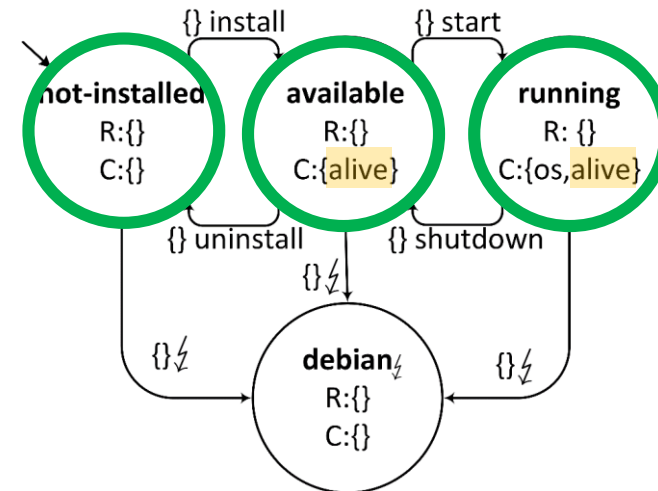 {} install
{} start
not-installed
R:{}
C:{}
available
R:{}
C:{alive}
running
R: {}
C:{os,alive}
{} uninstall
{} shutdown
{}
{}
{}
debian
R:{}
C:{}